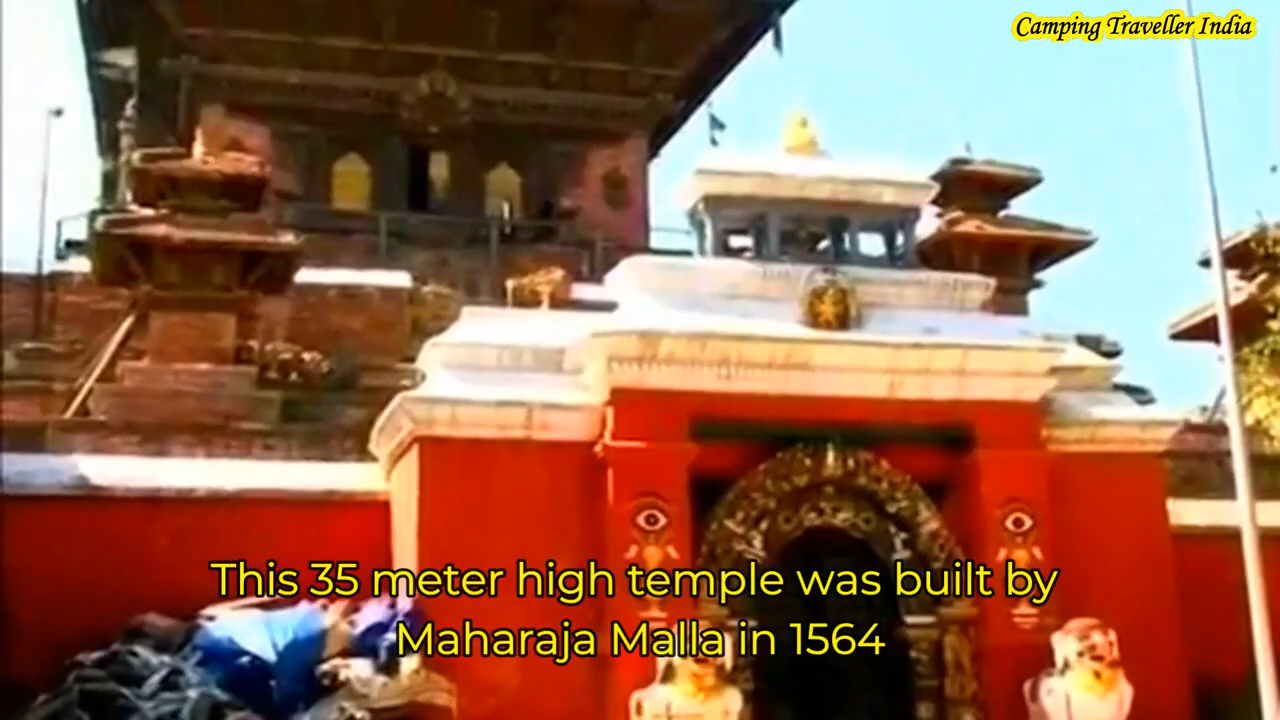 Camping Traveller India
This 35 meter high temple was built by
Maharaja Malla in 1564